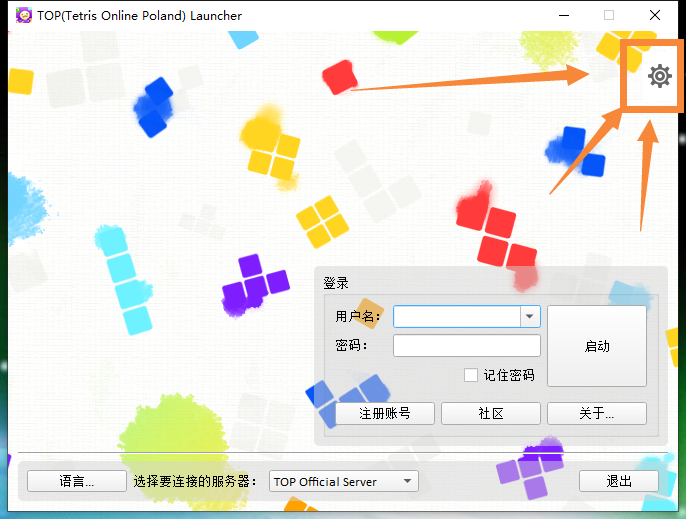 TOP(Tetris Online Poland) Launcher
登录
用户名：
密码：
启动
记住密码
注册账号
社区
关于...
语言...
选择要连接的服务器：
TOP Official Server
退出